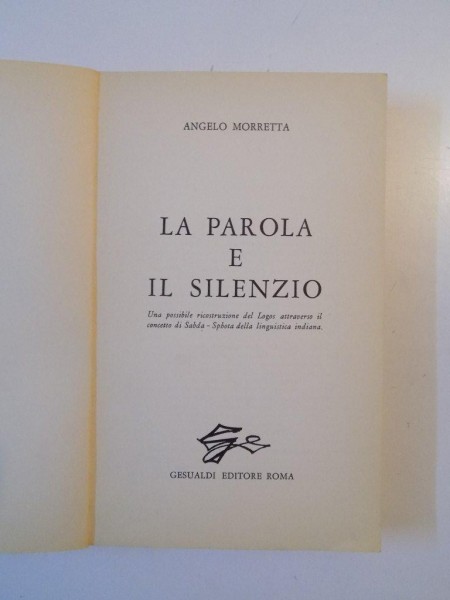 ANGELO MORRETTA
LA PAROLA
E
IL SILENZIO
Una possibile ricostruzione del Logos attraverso il
concetto di Sabda - Sphota della linguistica indiana.
GESUALDI EDITORE ROMA